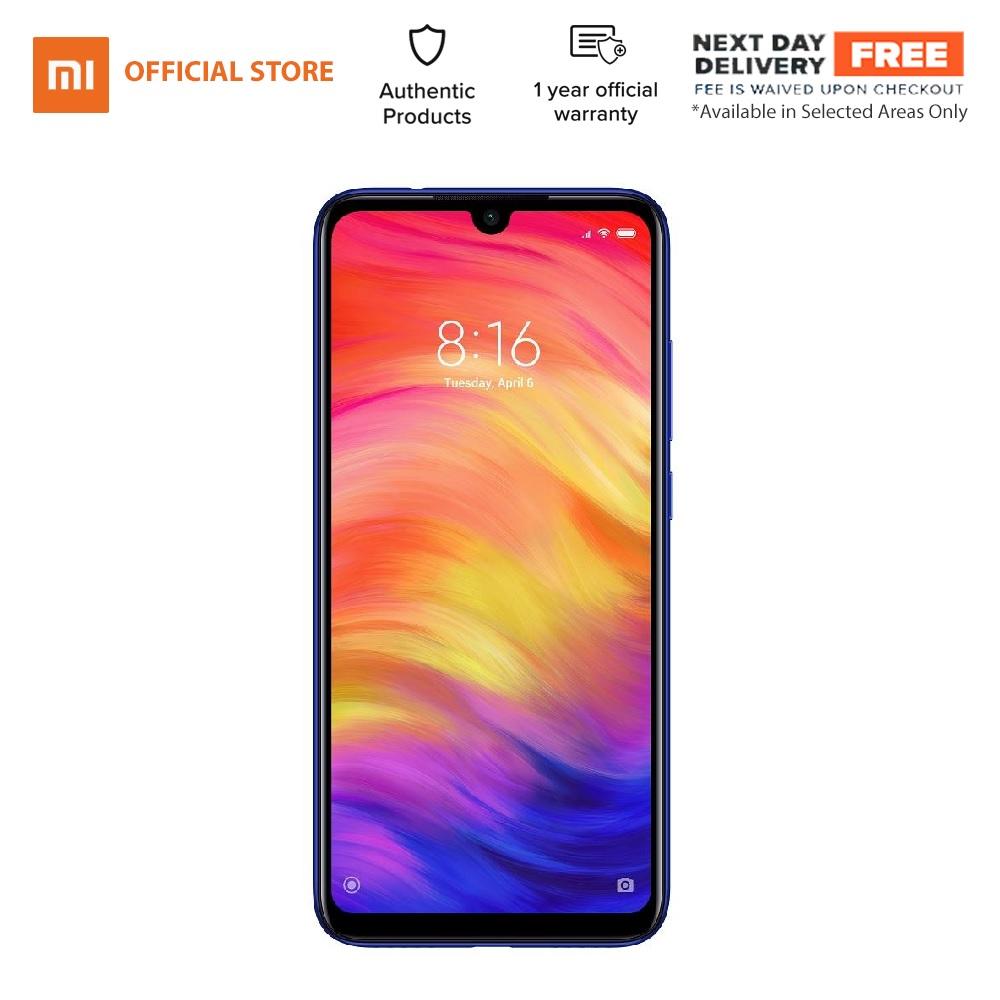 mi OFFICIAL STORE
Authentic
Products
1 year official
warranty
NEXT DAY
DELIVERY FREE
FEE IS WAIVED UPON CHECKOUT
*Available in Selected Areas Only
8:16
Tuesday, April 6